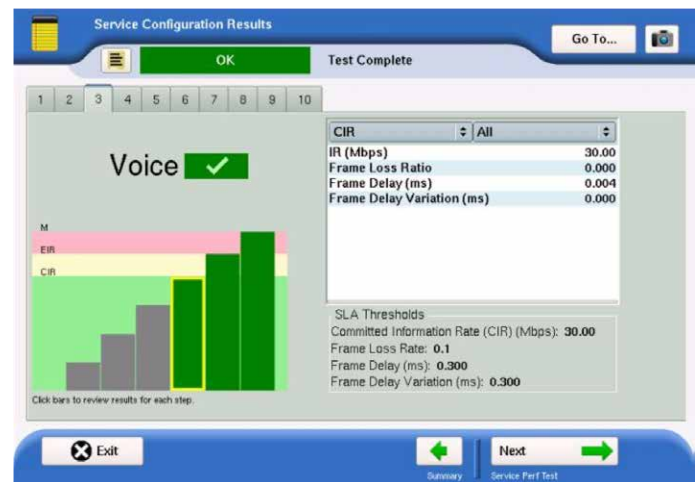 Service Configuration Results
Go To...
OK
Test Complete
1 2 3 4 5 6 7 8 9 10
Voice
CIR All
IR (Mbps) 30.00
Frame Loss Ratio 0.000
Frame Delay (ms) 0.004
Frame Delay Variation (ms) 0.000
M
EIR
CIR
SLA Thresholds
Committed Information Rate (CIR) (Mbps): 30.00
Frame Loss Rate: 0.1
Frame Delay (ms): 0.300
Frame Delay Variation (ms): 0.300
Click bars to review results for each step.
Exit
Next
Summary
Service Perf Test